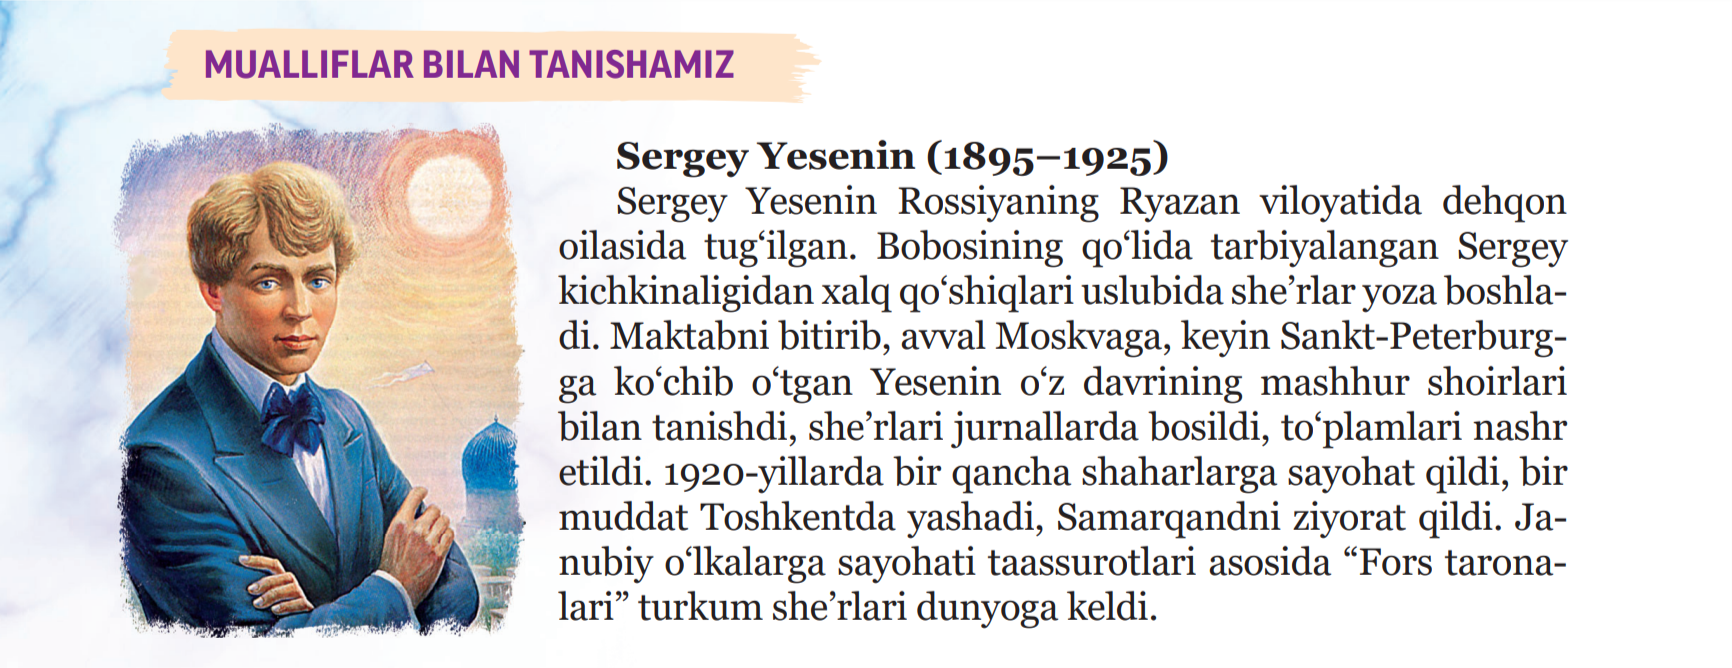 MUALLIFLAR BILAN TANISHAMIZ
Sergey Yesenin (1895–1925)
Sergey Yesenin Rossiyaning Ryazan viloyatida dehqon
oilasida tug‘ilgan. Bobosining qo‘lida tarbiyalangan Sergey
kichkinaligidan xalq qo‘shiqlari uslubida she’rlar yoza boshla-
di. Maktabni bitirib, avval Moskvaga, keyin Sankt-Peterburg-
ga ko‘chib o‘tgan Yesenin o‘z davrining mashhur shoirlari
bilan tanishdi, she’rlari jurnallarda bosildi, to‘plamlari nashr
etildi. 1920-yillarda bir qancha shaharlarga sayohat qildi, bir
muddat Toshkentda yashadi, Samarqandni ziyorat qildi. Ja-
nubiy o‘lkalarga sayohati taassurotlari asosida “Fors tarona-
lari” turkum she’rlari dunyoga keldi.